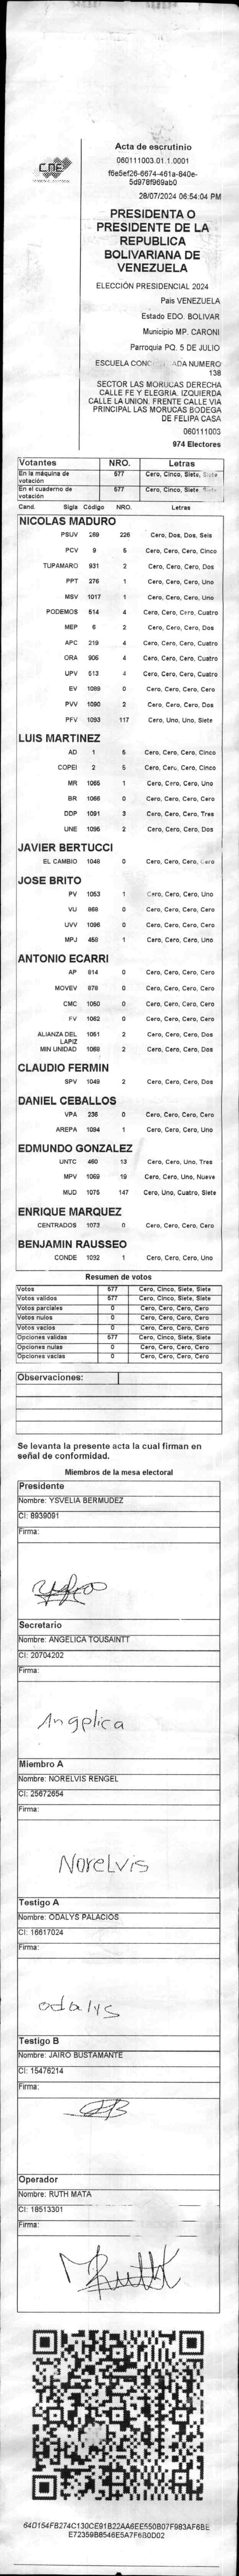 CNE
Acta de escrutinio
060111003.01.1.0001
f6e5ef26-6674-461a-840e-
5d978f969ab0
28/07/2024 06:54:04 PM
PRESIDENTA O
PRESIDENTE DE LA
REPUBLICA
BOLIVARIANA DE
VENEZUELA
ELECCIÓN PRESIDENCIAL 2024
Pais VENEZUELA
Estado EDO. BOLIVAR
Municipio MP. CARONI
Parroquia PQ. 5 DE JULIO
ESCUELA NUMERO
138
SECTOR LAS MORUCAS DERECHA
CALLE FE Y ELEGRIA. IZQUIERDA
CALLE LA UNION. FRENTE CALLE VIA
PRINCIPAL LAS MORUCAS BODEGA
DE FELIPA CASA
060111003
974 Electores
Votantes NRO. Letras
En la máquina de votación 577 Cero, Cinco, Siete, Siete
En el cuaderno de votación 577 Cero, Cinco, Siete, Siete
Cand. Sigla Código NRO. Letras
NICOLAS MADURO
PSUV 269 226 Cero, Dos, Dos, Seis
PCV 9 5 Cero, Cero, Cero, Cinco
TUPAMARO 931 2 Cero, Cero, Cero, Dos
PPT 276 1 Cero, Cero, Cero, Uno
MSV 1017 1 Cero, Cero, Cero, Uno
PODEMOS 514 4 Cero, Cero, Cero, Cuatro
MEP 6 2 Cero, Cero, Cero, Dos
APC 219 4 Cero, Cero, Cero, Cuatro
ORA 906 4 Cero, Cero, Cero, Cuatro
UPV 513 4 Cero, Cero, Cero, Cuatro
EV 1089 0 Cero, Cero, Cero, Cero
PVV 1090 2 Cero, Cero, Cero, Dos
PFV 1093 117 Cero, Uno, Uno, Siete
LUIS MARTINEZ
AD 1 5 Cero, Cero, Cero, Cinco
COPEI 2 5 Cero, Cero, Cero, Cinco
MR 1065 1 Cero, Cero, Cero, Uno
BR 1066 0 Cero, Cero, Cero, Cero
DDP 1091 3 Cero, Cero, Cero, Tres
UNE 1095 2 Cero, Cero, Cero, Dos
JAVIER BERTUCCI
EL CAMBIO 1048 0 Cero, Cero, Cero, Cero
JOSE BRITO
PV 1053 1 Cero, Cero, Cero, Uno
VU 869 0 Cero, Cero, Cero, Cero
UVV 1096 0 Cero, Cero, Cero, Cero
MPJ 458 1 Cero, Cero, Cero, Uno
ANTONIO ECARRI
AP 814 0 Cero, Cero, Cero, Cero
MOVEV 978 0 Cero, Cero, Cero, Cero
CMC 1050 0 Cero, Cero, Cero, Cero
FV 1062 0 Cero, Cero, Cero, Cero
ALIANZA DEL LAPIZ 1051 2 Cero, Cero, Cero, Dos
MIN UNIDAD 1068 2 Cero, Cero, Cero, Dos
CLAUDIO FERMIN
SPV 1049 2 Cero, Cero, Cero, Dos
DANIEL CEBALLOS
VPA 236 0 Cero, Cero, Cero, Cero
AREPA 1094 1 Cero, Cero, Cero, Uno
EDMUNDO GONZALEZ
UNTC 460 13 Cero, Cero, Uno, Tres
MPV 1069 19 Cero, Cero, Uno, Nueve
MUD 1075 147 Cero, Uno, Cuatro, Siete
ENRIQUE MARQUEZ
CENTRADOS 1073 0 Cero, Cero, Cero, Cero
BENJAMIN RAUSSEO
CONDE 1092 1 Cero, Cero, Cero, Uno
Resumen de votos
Votos 577 Cero, Cinco, Siete, Siete
Votos validos 577 Cero, Cinco, Siete, Siete
Votos parciales 0 Cero, Cero, Cero, Cero
Votos nulos 0 Cero, Cero, Cero, Cero
Votos vacios 0 Cero, Cero, Cero, Cero
Opciones validas 577 Cero, Cinco, Siete, Siete
Opciones nulas 0 Cero, Cero, Cero, Cero
Opciones vacias 0 Cero, Cero, Cero, Cero
Observaciones:
Se levanta la presente acta la cual firman en
señal de conformidad.
Miembros de la mesa electoral
Presidente
Nombre: YSVELIA BERMUDEZ
CI: 8939091
Firma:
Secretario
Nombre: ANGELICA TOUSAINTT
CI: 20704202
Firma:
Angelica
Miembro A
Nombre: NORELVIS RENGEL
CI: 25672654
Firma:
Norelvis
Testigo A
Nombre: ODALYS PALACIOS
CI: 16617024
Firma:
odalys
Testigo B
Nombre: JAIRO BUSTAMANTE
CI: 15476214
Firma:
Operador
Nombre: RUTH MATA
CI: 18513301
Firma:
64D154FB274C130CE91B22AA6EE550B07F983AF6BE
E72359B8546E5A7F6B0D02